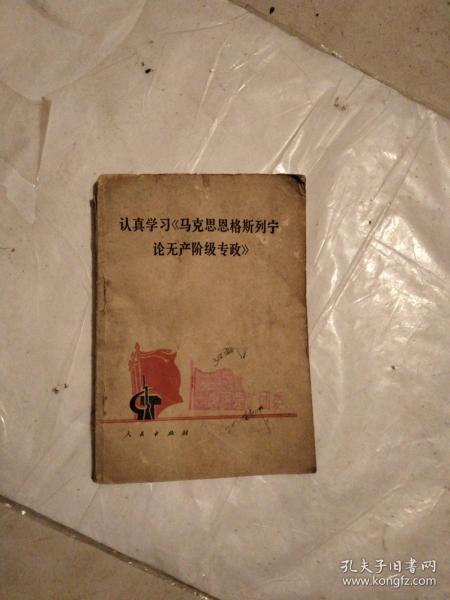 认真学习《马克思恩格斯列宁
论无产阶级专政》
人民出版社
孔夫子旧书网
www.kongfz.com